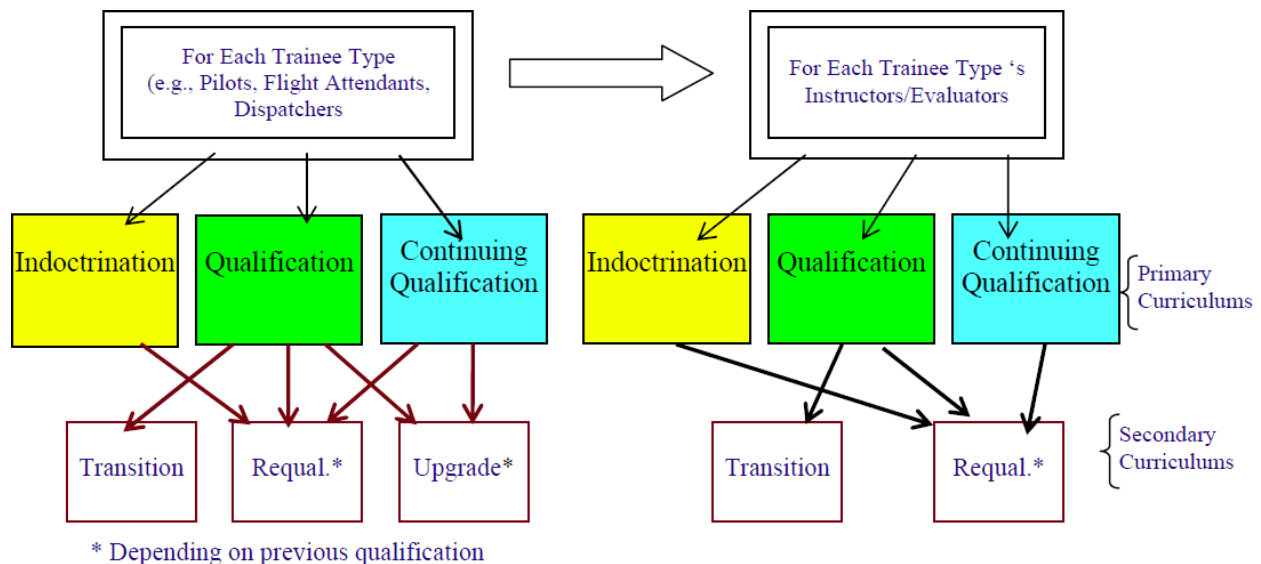 For Each Trainee Type
(e.g., Pilots, Flight Attendants,
Dispatchers
For Each Trainee Type ‘s
Instructors/Evaluators
Indoctrination
Qualification
Continuing
Qualification
Indoctrination
Qualification
Continuing
Qualification
Primary
Curriculums
Transition
Requal.*
Upgrade*
Transition
Requal.*
Secondary
Curriculums
* Depending on previous qualification